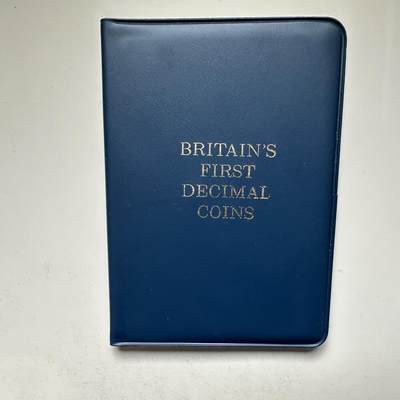 BRITAIN'S
FIRST
DECIMAL
COINS